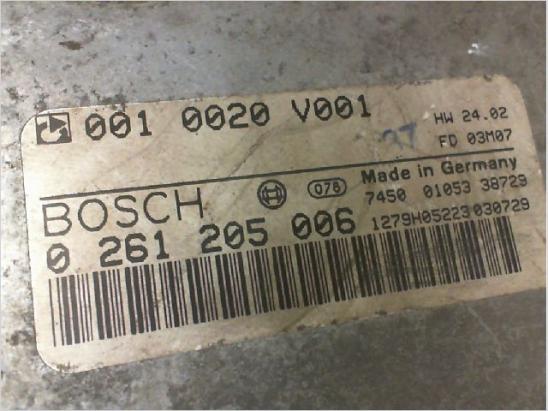 001 0020 V001
HW 24.02
FD 03M07
BOSCH
078
Made in Germany
7450 01053 38729
0 261 205 006
1279H05223030729